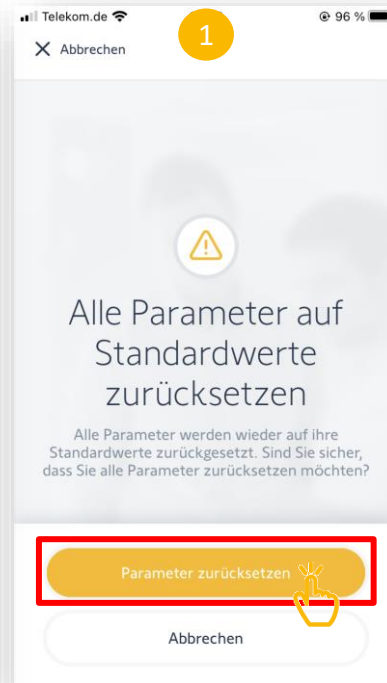 Telekom.de
96 %
Abbrechen
1
Alle Parameter auf
Standardwerte
zurücksetzen
Alle Parameter werden wieder auf ihre
Standardwerte zurückgesetzt. Sind Sie sicher,
dass Sie alle Parameter zurücksetzen möchten?
Parameter zurücksetzen
Abbrechen